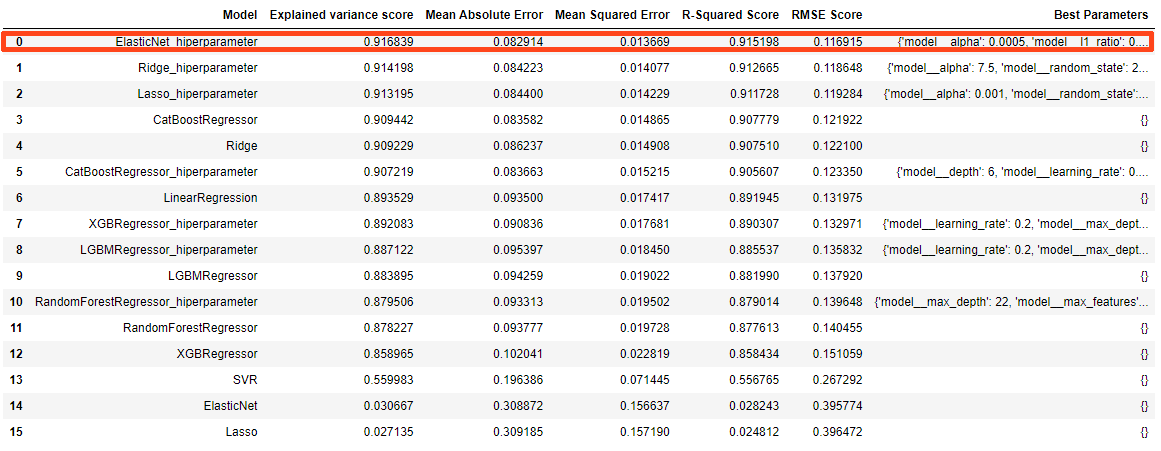 Model Explained variance score Mean Absolute Error Mean Squared Error R-Squared Score RMSE Score Best Parameters
0 ElasticNet_hiperparameter 0.916839 0.082914 0.013669 0.915198 0.116915 {'model__alpha': 0.0005, 'model__l1_ratio': 0....
1 Ridge_hiperparameter 0.914198 0.084223 0.014077 0.912665 0.118648 {'model__alpha': 7.5, 'model__random_state': 2...
2 Lasso_hiperparameter 0.913195 0.084400 0.014229 0.911728 0.119284 {'model__alpha': 0.001, 'model__random_state':...
3 CatBoostRegressor 0.909442 0.083582 0.014865 0.907779 0.121922 {}
4 Ridge 0.909229 0.086237 0.014908 0.907510 0.122100 {}
5 CatBoostRegressor_hiperparameter 0.907219 0.083663 0.015215 0.905607 0.123350 {'model__depth': 6, 'model__learning_rate': 0....
6 LinearRegression 0.893529 0.093500 0.017417 0.891945 0.131975 {}
7 XGBRegressor_hiperparameter 0.892083 0.090836 0.017681 0.890307 0.132971 {'model__learning_rate': 0.2, 'model__max_dept...
8 LGBMRegressor_hiperparameter 0.887122 0.095397 0.018450 0.885537 0.135832 {'model__learning_rate': 0.2, 'model__max_dept...
9 LGBMRegressor 0.883895 0.094259 0.019022 0.881990 0.137920 {}
10 RandomForestRegressor_hiperparameter 0.879506 0.093313 0.019502 0.879014 0.139648 {'model__max_depth': 22, 'model__max_features'...
11 RandomForestRegressor 0.878227 0.093777 0.019728 0.877613 0.140455 {}
12 XGBRegressor 0.858965 0.102041 0.022819 0.858434 0.151059 {}
13 SVR 0.559983 0.196386 0.071445 0.556765 0.267292 {}
14 ElasticNet 0.030667 0.308872 0.156637 0.028243 0.395774 {}
15 Lasso 0.027135 0.309185 0.157190 0.024812 0.396472 {}